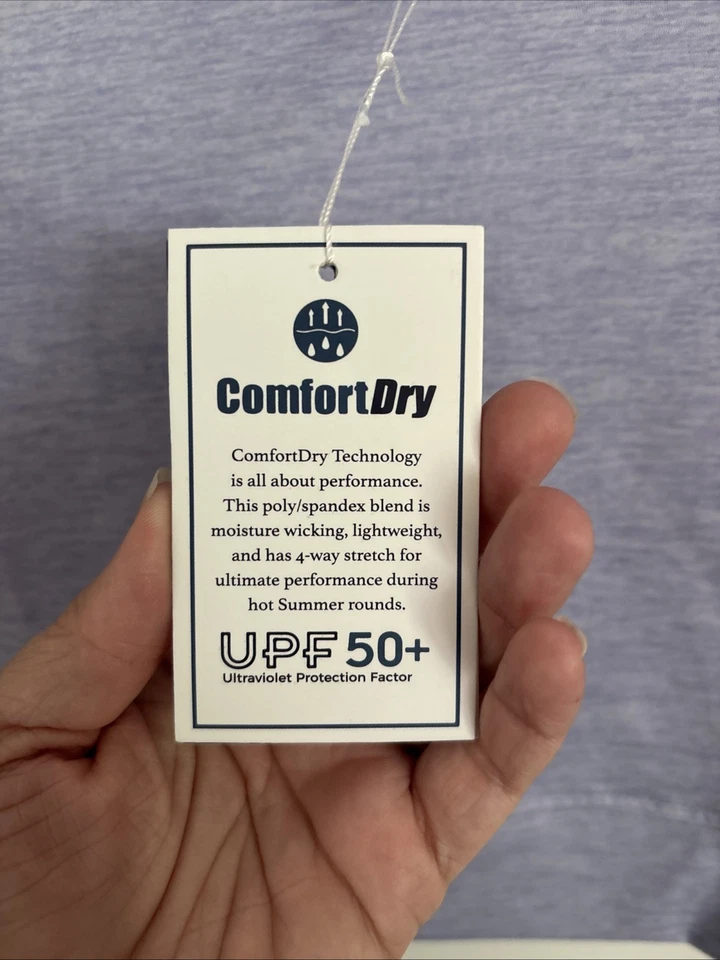 ComfortDry
ComfortDry Technology
is all about performance.
This poly/spandex blend is
moisture wicking, lightweight,
and has 4-way stretch for
ultimate performance during
hot Summer rounds.
UPF 50+
Ultraviolet Protection Factor